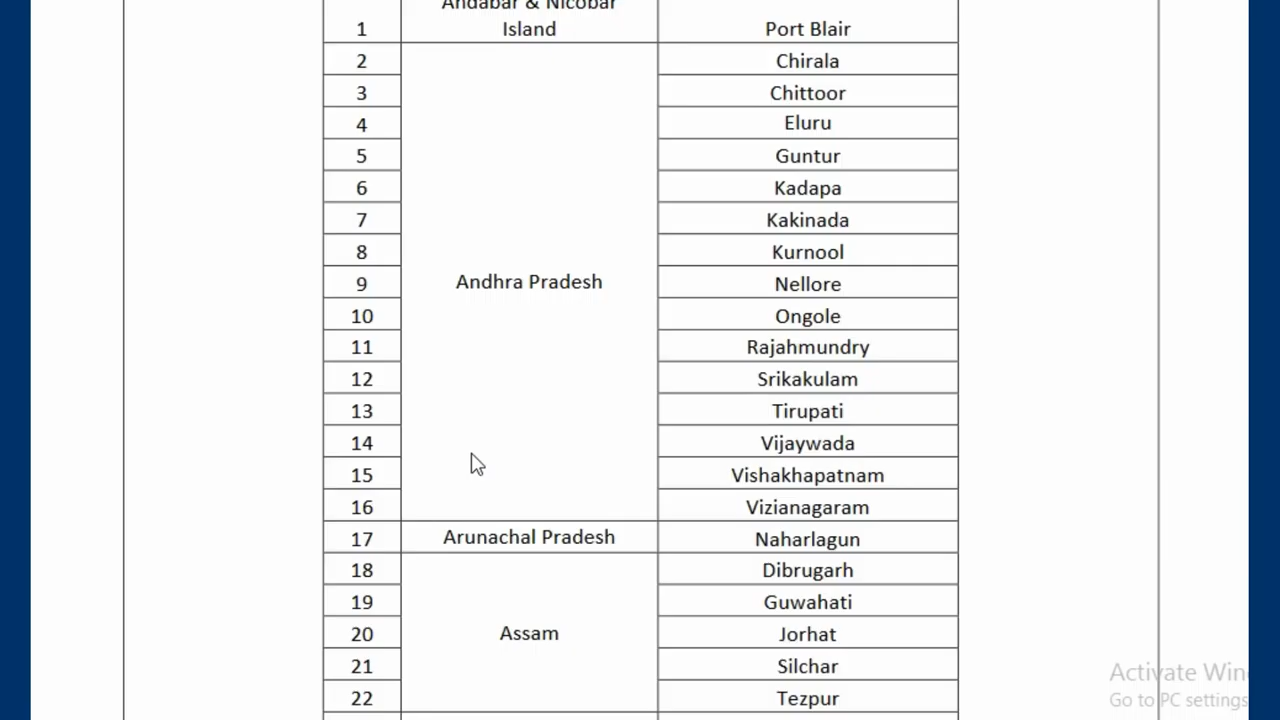 Andabar & Nicobar
Island
1 Port Blair
2 Chirala
3 Chittoor
4 Eluru
5 Guntur
6 Kadapa
7 Kakinada
8 Kurnool
9 Andhra Pradesh Nellore
10 Ongole
11 Rajahmundry
12 Srikakulam
13 Tirupati
14 Vijaywada
15 Vishakhapatnam
16 Vizianagaram
17 Arunachal Pradesh Naharlagun
18 Dibrugarh
19 Guwahati
20 Assam Jorhat
21 Silchar
22 Tezpur
Activate Win
Go to PC settings